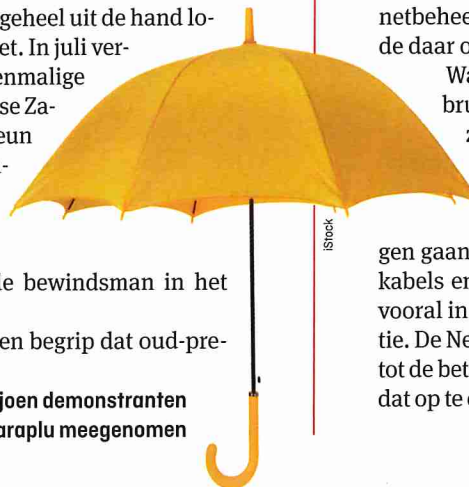 geheel uit de hand lo-
et. In juli ver-
enmalige
se Za-
eun
le bewindsman in het
en begrip dat oud-pre-
joen demonstranten
araplu meegenomen
iStock
netbehee
de daar o
Wa
bru
z
gen gaan
kabels en
vooral in
tie. De Ne
tot de bet
dat op te